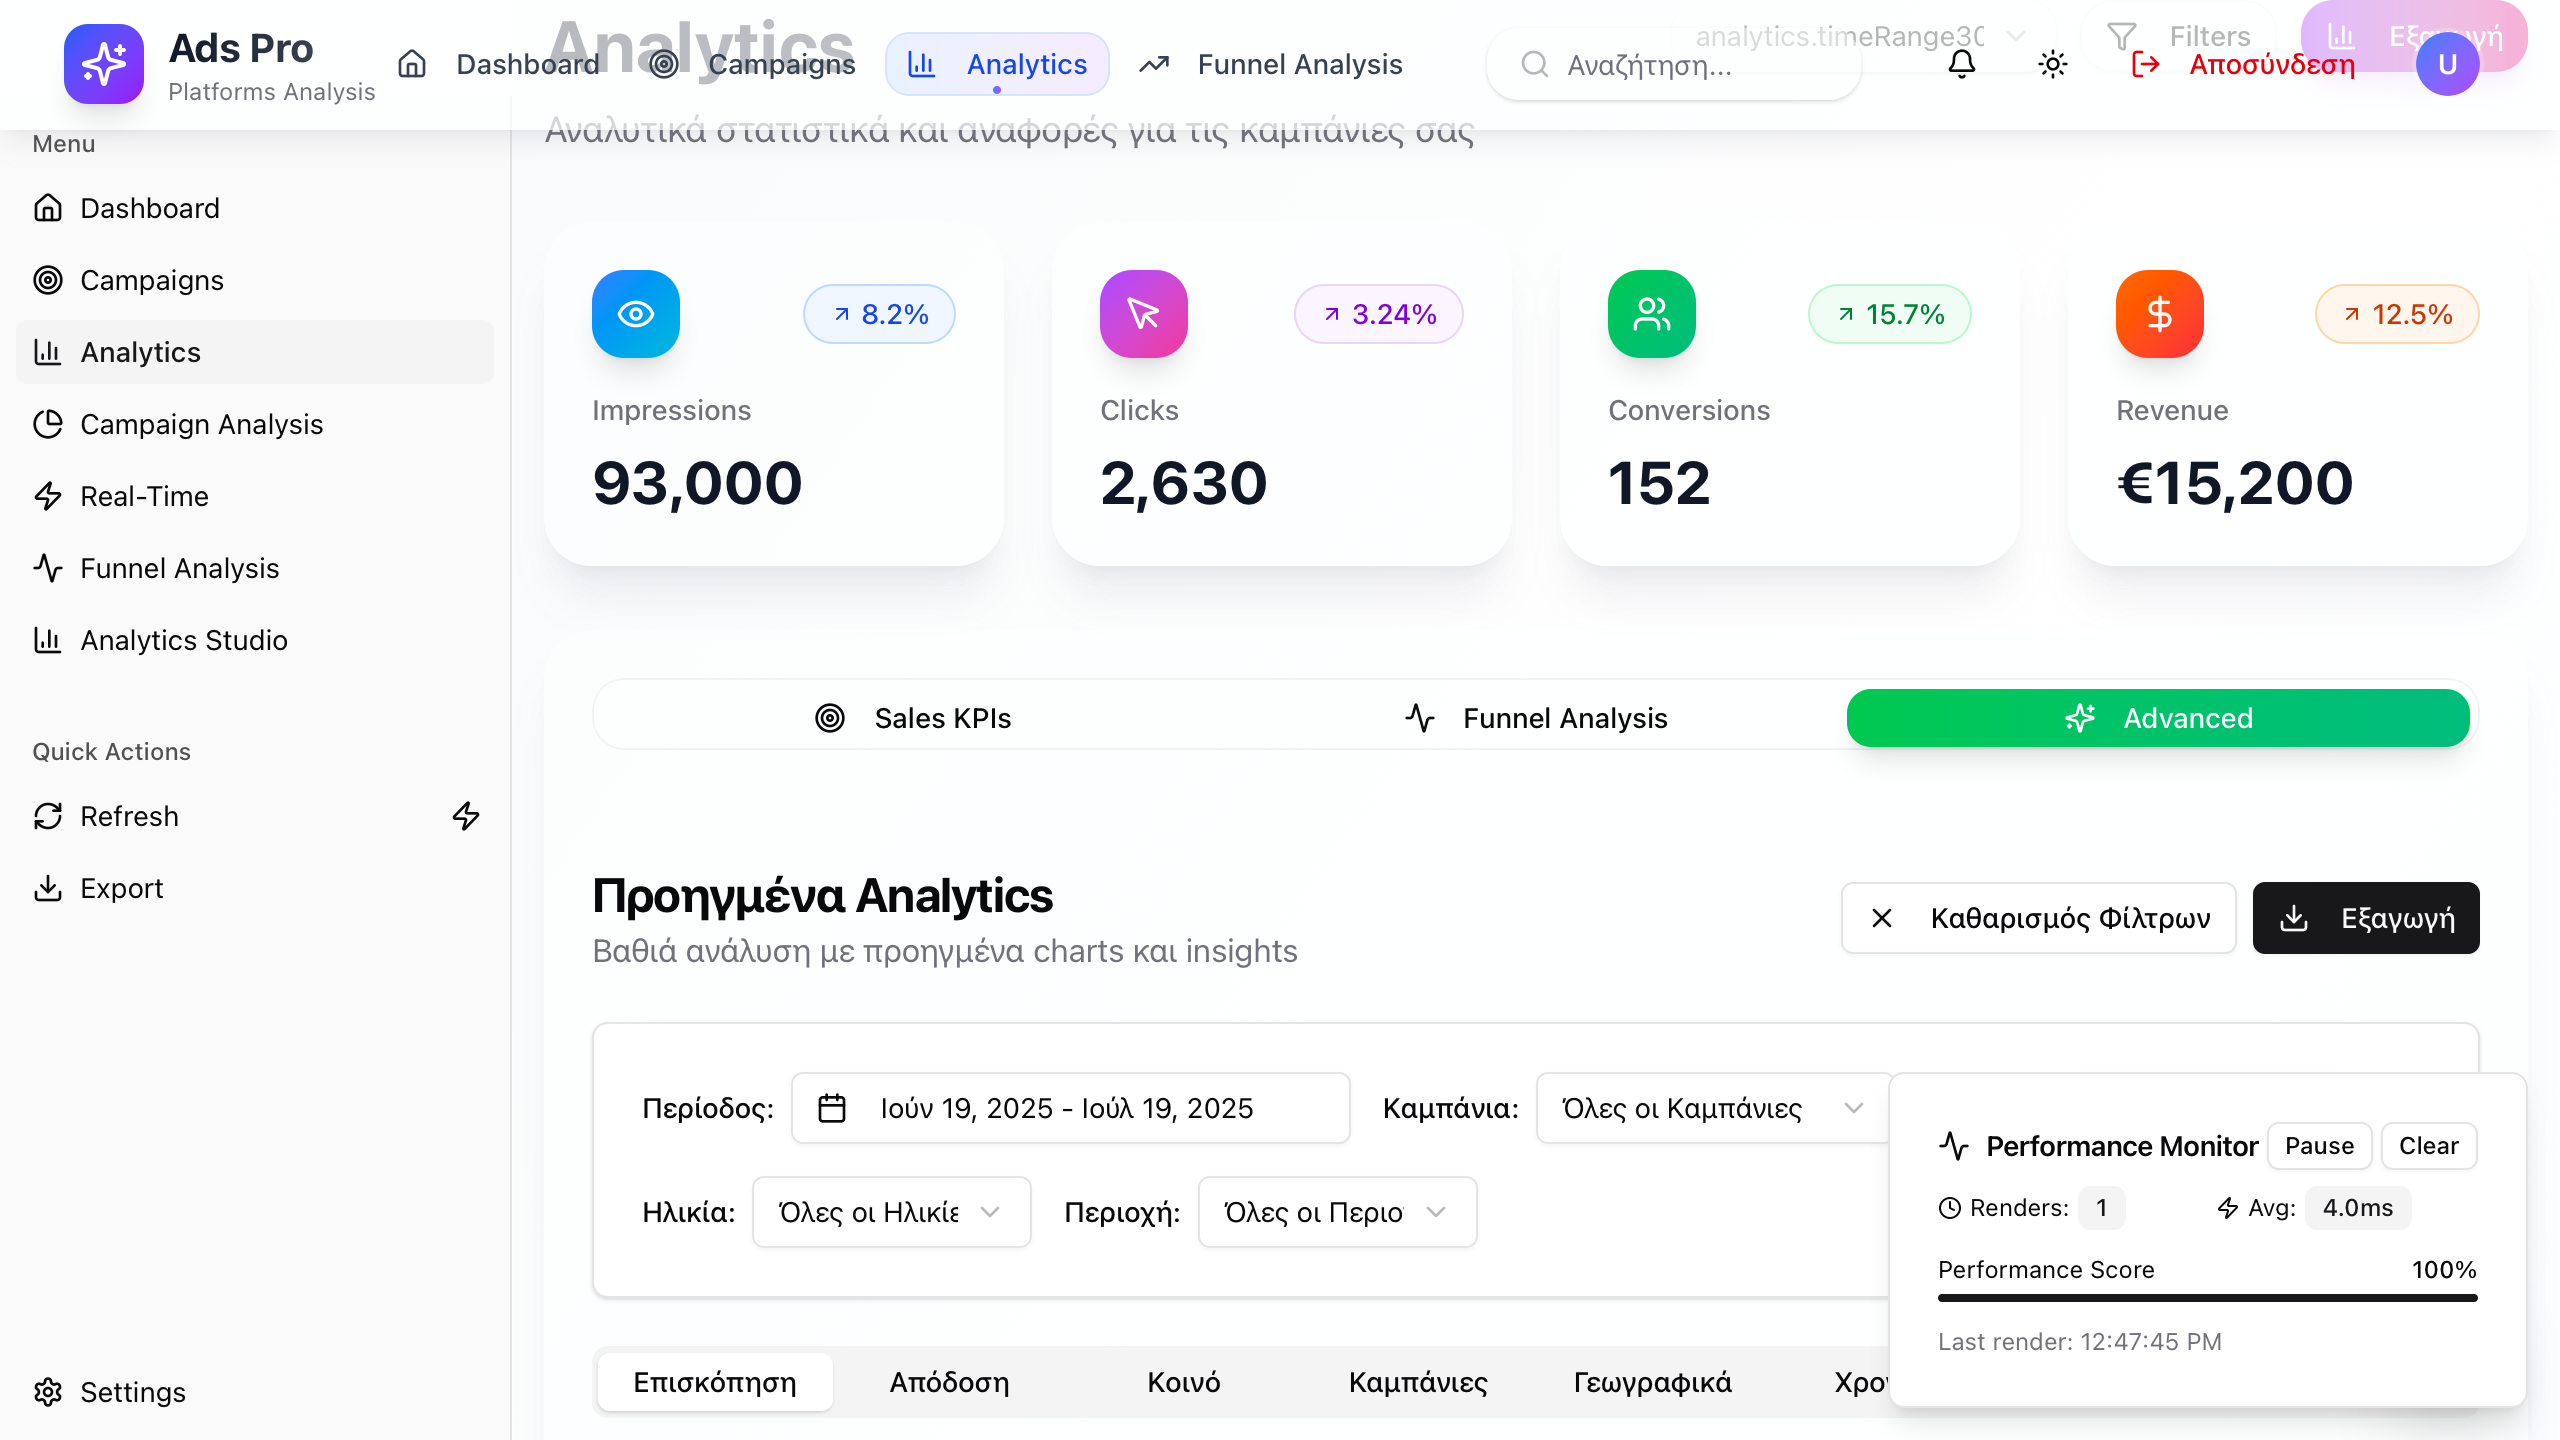 Ads Pro
Platforms Analysis
Dashboard
Campaigns
Analytics
Funnel Analysis
Αναζήτηση...
Αποσύνδεση
U
Analytics
analytics.timeRange30
Filters
Εξαγωγή
Αναλυτικά στατιστικά και αναφορές για τις καμπάνιες σας
Menu
Dashboard
Campaigns
Analytics
Campaign Analysis
Real-Time
Funnel Analysis
Analytics Studio
Quick Actions
Refresh
Export
Settings
8.2%
Impressions
93,000
3.24%
Clicks
2,630
15.7%
Conversions
152
12.5%
Revenue
€15,200
Sales KPIs
Funnel Analysis
Advanced
Προηγμένα Analytics
Βαθιά ανάλυση με προηγμένα charts και insights
Καθαρισμός Φίλτρων
Εξαγωγή
Περίοδος:
Ιούν 19, 2025 - Ιούλ 19, 2025
Καμπάνια:
Όλες οι Καμπάνιες
Ηλικία:
Όλες οι Ηλικίε
Περιοχή:
Όλες οι Περιο
Επισκόπηση
Απόδοση
Κοινό
Καμπάνιες
Γεωγραφικά
Χρον
Performance Monitor
Pause
Clear
Renders: 1
Avg: 4.0ms
Performance Score
100%
Last render: 12:47:45 PM